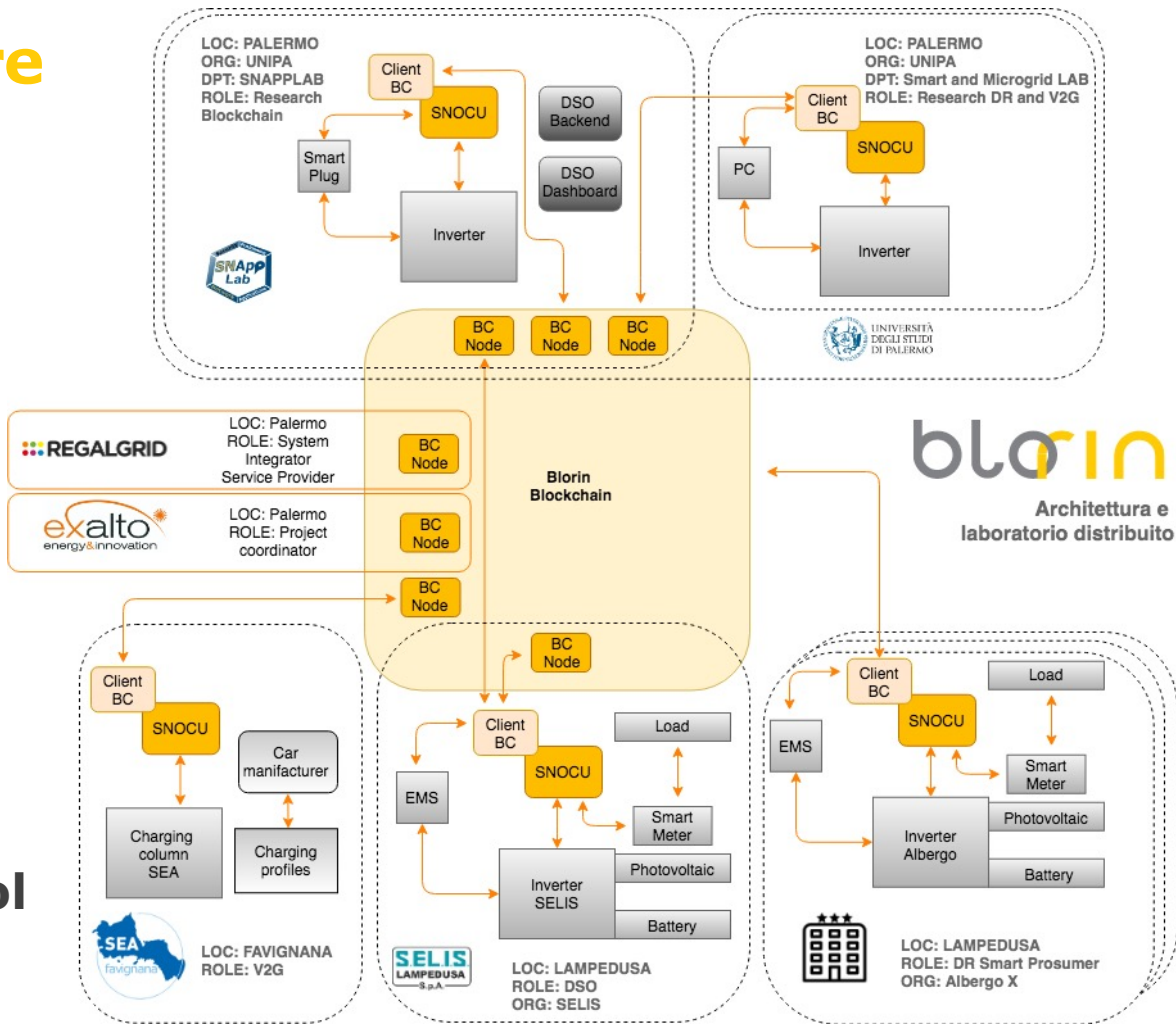 re
LOC: PALERMO
ORG: UNIPA
DPT: SNAPPLAB
ROLE: Research
Blockchain
Client
BC
SNOCU
Smart
Plug
Inverter
DSO
Backend
DSO
Dashboard
SNApp
Lab
LOC: PALERMO
ORG: UNIPA
DPT: Smart and Microgrid LAB
ROLE: Research DR and V2G
Client
BC
SNOCU
PC
Inverter
UNIVERSITÀ
DEGLI STUDI
DI PALERMO
BC
Node
BC
Node
BC
Node
REGALGRID
LOC: Palermo
ROLE: System
Integrator
Service Provider
BC
Node
exalto
energy&innovation
LOC: Palermo
ROLE: Project
coordinator
BC
Node
BC
Node
Blorin
Blockchain
BC
Node
blorin
Architettura e
laboratorio distribuito
Client
BC
SNOCU
Car
manifacturer
Charging
column
SEA
Charging
profiles
ol
SEA
favignana
LOC: FAVIGNANA
ROLE: V2G
Client
BC
SNOCU
Load
EMS
Smart
Meter
Inverter
SELIS
Photovoltaic
Battery
S.EL.I.S.
LAMPEDUSA
S.p.A.
LOC: LAMPEDUSA
ROLE: DSO
ORG: SELIS
Client
BC
SNOCU
Load
EMS
Smart
Meter
Inverter
Albergo
Photovoltaic
Battery
LOC: LAMPEDUSA
ROLE: DR Smart Prosumer
ORG: Albergo X